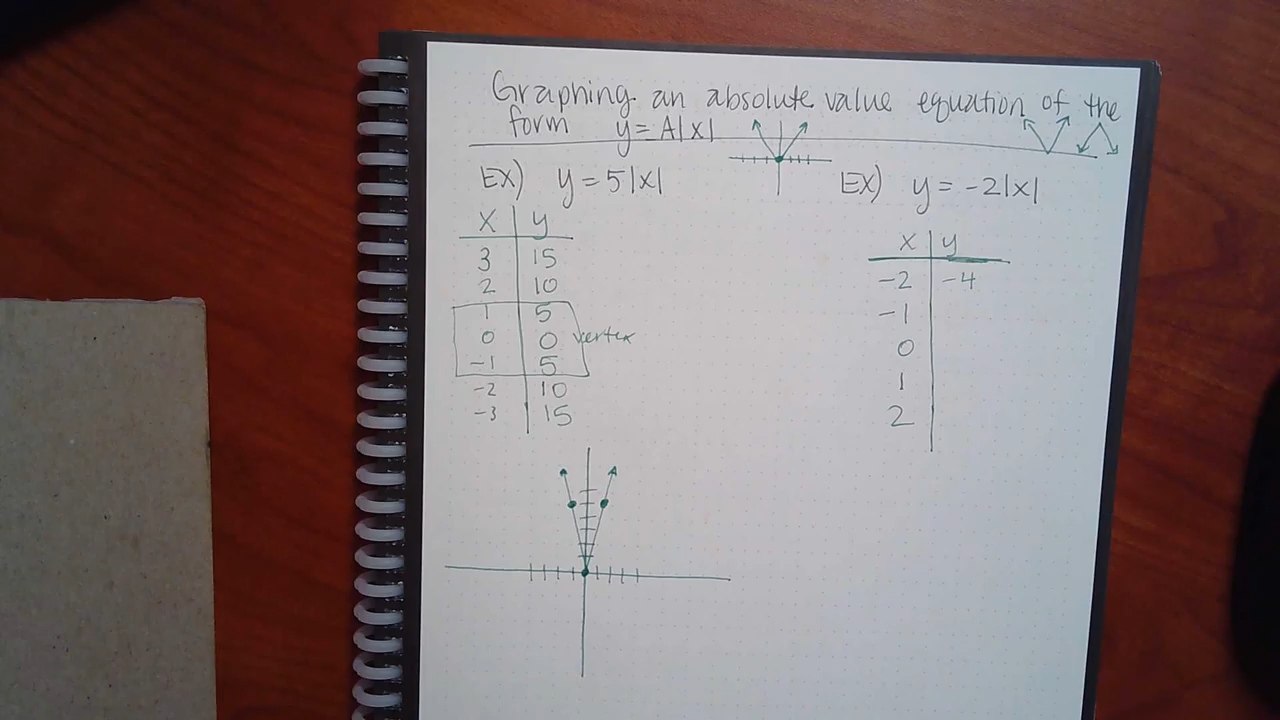 Graphing an absolute value equation of the
form y = A|x|
EX) y = 5|x|
x y
3 15
2 10
1 5
0 0 vertex
-1 5
-2 10
-3 15
EX) y = -2|x|
x y
-2 -4
-1
0
1
2